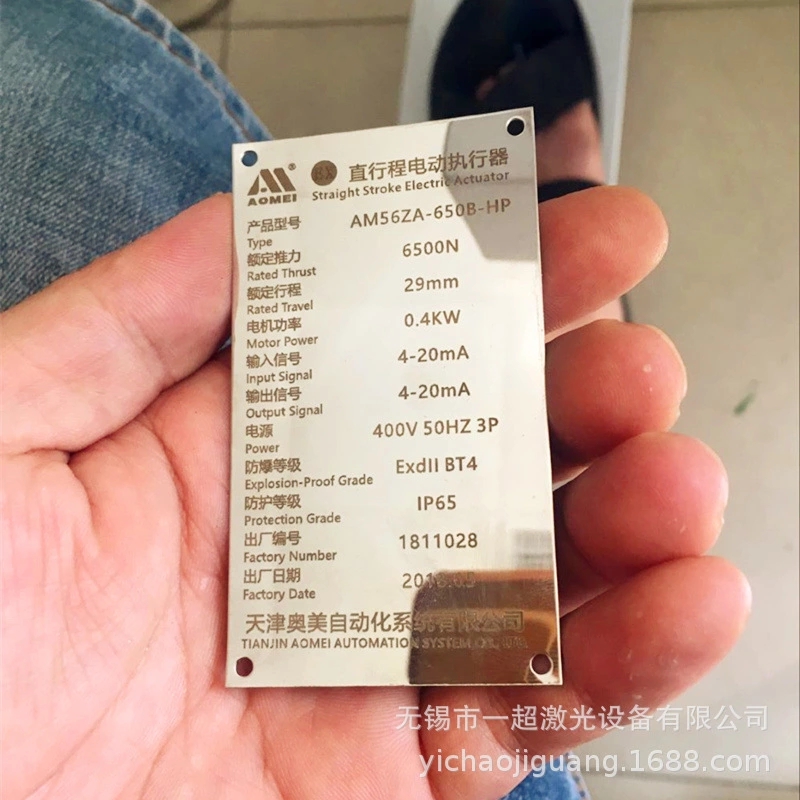 AOMEI ®
EX 直行程电动执行器
Straight Stroke Electric Actuator
产品型号 AM56ZA-650B-HP
Type
额定推力 6500N
Rated Thrust
额定行程 29mm
Rated Travel
电机功率 0.4KW
Motor Power
输入信号 4-20mA
Input Signal
输出信号 4-20mA
Output Signal
电源 400V 50HZ 3P
Power
防爆等级 ExdII BT4
Explosion-Proof Grade
防护等级 IP65
Protection Grade
出厂编号 1811028
Factory Number
出厂日期
Factory Date
天津奥美自动化系统有限公司
TIANJIN AOMEI AUTOMATION SYSTEM CO., LTD.
无锡市一超激光设备有限公司
yichaojiguang.1688.com